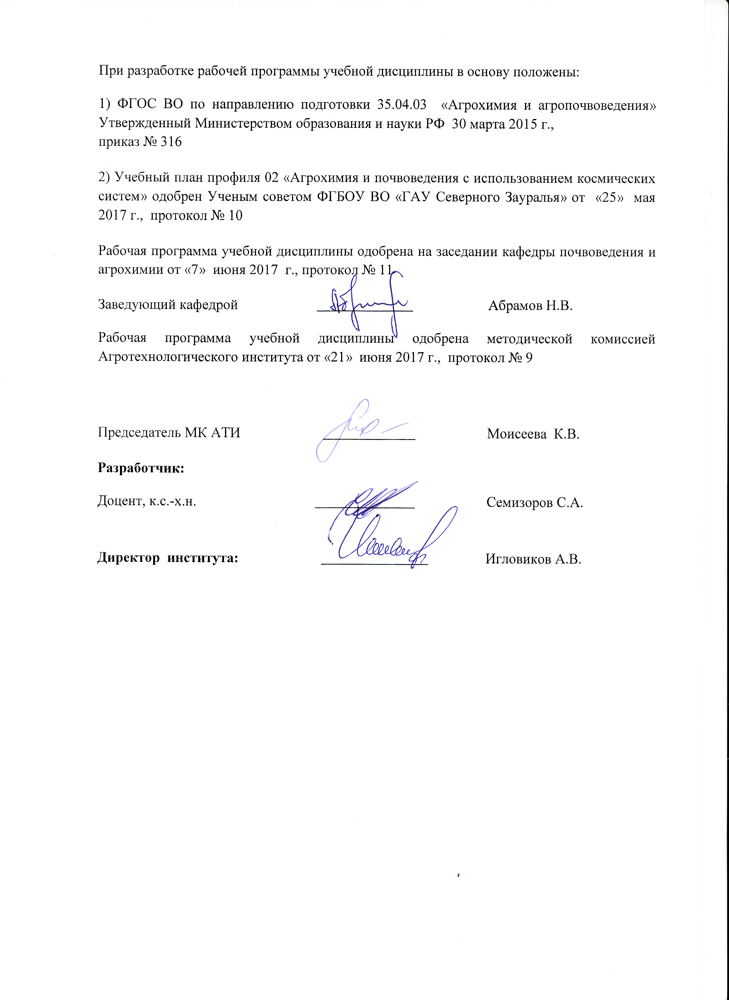 При разработке рабочей программы учебной дисциплины в основу положены:
1) ФГОС ВО по направлению подготовки 35.04.03 «Агрохимия и агропочвоведения»
Утвержденный Министерством образования и науки РФ 30 марта 2015 г.,
приказ № 316
2) Учебный план профиля 02 «Агрохимия и почвоведения с использованием космических
систем» одобрен Ученым советом ФГБОУ ВО «ГАУ Северного Зауралья» от «25» мая
2017 г., протокол № 10
Рабочая программа учебной дисциплины одобрена на заседании кафедры почвоведения и
агрохимии от «7» июня 2017 г., протокол № 11
Заведующий кафедрой Абрамов Н.В.
Рабочая программа учебной дисциплины одобрена методической комиссией
Агротехнологического института от «21» июня 2017 г., протокол № 9
Председатель МК АТИ Моисеева К.В.
Разработчик:
Доцент, к.с.-х.н. Семизоров С.А.
Директор института: Игловиков А.В.